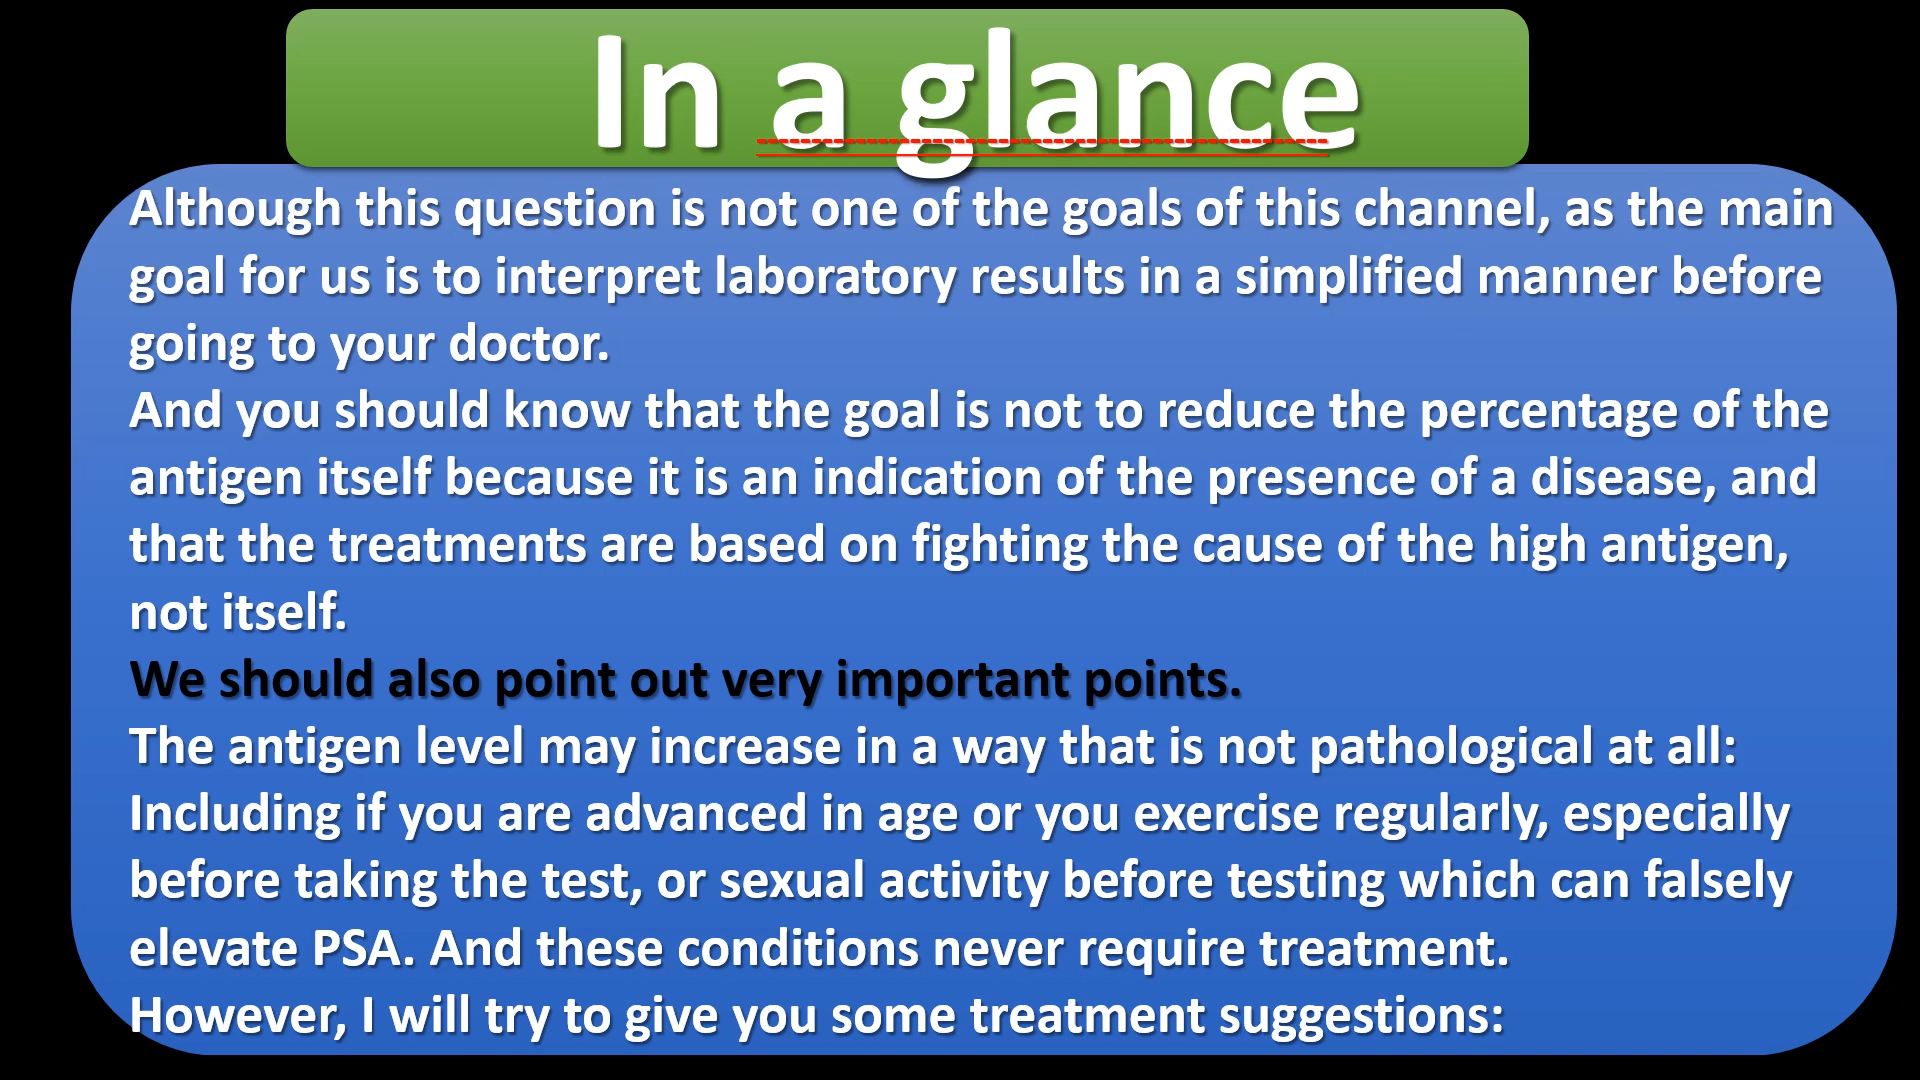 In a glance
Although this question is not one of the goals of this channel, as the main
goal for us is to interpret laboratory results in a simplified manner before
going to your doctor.
And you should know that the goal is not to reduce the percentage of the
antigen itself because it is an indication of the presence of a disease, and
that the treatments are based on fighting the cause of the high antigen,
not itself.
We should also point out very important points.
The antigen level may increase in a way that is not pathological at all:
Including if you are advanced in age or you exercise regularly, especially
before taking the test, or sexual activity before testing which can falsely
elevate PSA. And these conditions never require treatment.
However, I will try to give you some treatment suggestions: